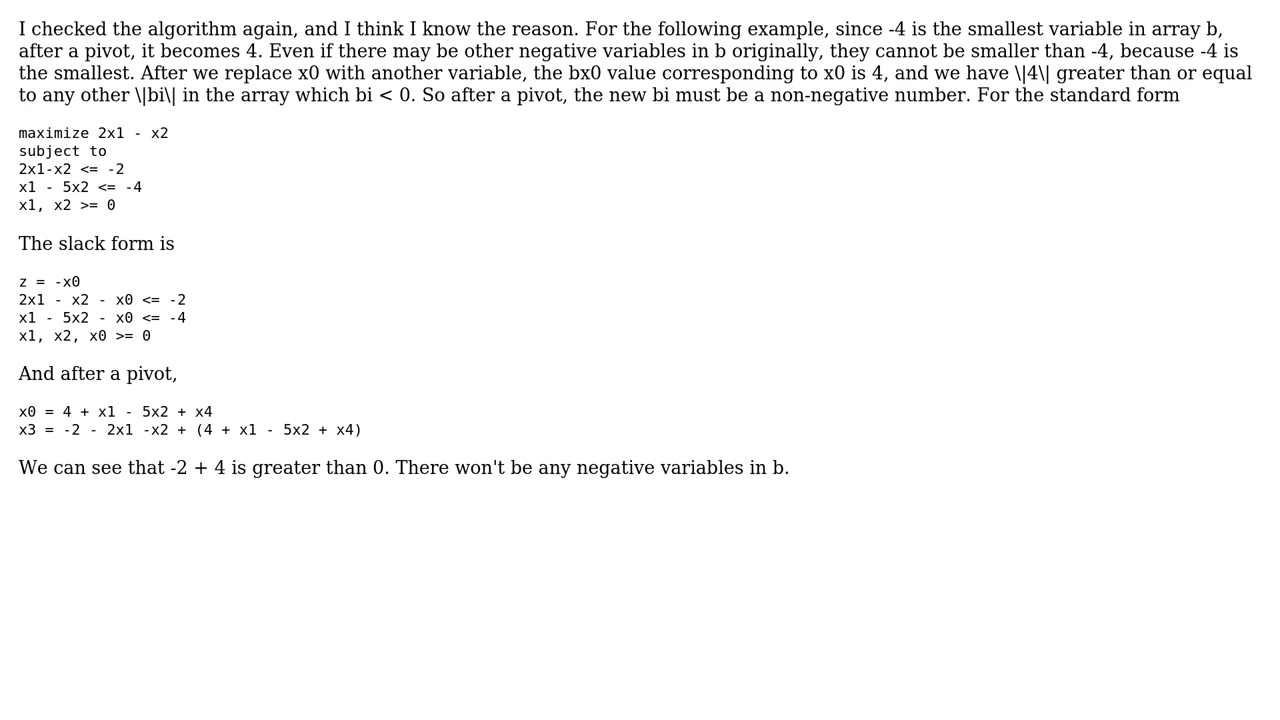 I checked the algorithm again, and I think I know the reason. For the following example, since -4 is the smallest variable in array b,
after a pivot, it becomes 4. Even if there may be other negative variables in b originally, they cannot be smaller than -4, because -4 is
the smallest. After we replace x0 with another variable, the bx0 value corresponding to x0 is 4, and we have \|4\| greater than or equal
to any other \|bi\| in the array which bi < 0. So after a pivot, the new bi must be a non-negative number. For the standard form
maximize 2x1 - x2
subject to
2x1-x2 <= -2
x1 - 5x2 <= -4
x1, x2 >= 0
The slack form is
z = -x0
2x1 - x2 - x0 <= -2
x1 - 5x2 - x0 <= -4
x1, x2, x0 >= 0
And after a pivot,
x0 = 4 + x1 - 5x2 + x4
x3 = -2 - 2x1 -x2 + (4 + x1 - 5x2 + x4)
We can see that -2 + 4 is greater than 0. There won't be any negative variables in b.